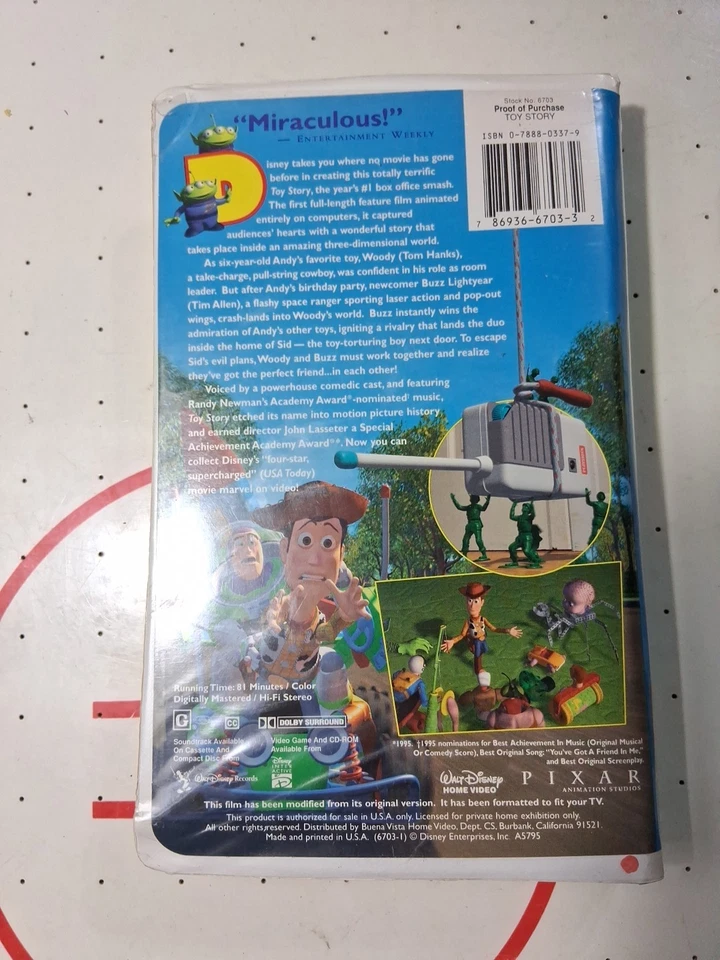 "Miraculous!"
— ENTERTAINMENT WEEKLY
Stock No. 6703
Proof of Purchase
TOY STORY
ISBN 0-7888-0337-9
7 86936-6703-3 2
Disney takes you where no movie has gone
before in creating this totally terrific
Toy Story, the year's #1 box office smash.
The first full-length feature film animated
entirely on computers, it captured
audiences' hearts with a wonderful story that
takes place inside an amazing three-dimensional world.
As six-year-old Andy's favorite toy, Woody (Tom Hanks),
a take-charge, pull-string cowboy, was confident in his role as room
leader. But after Andy's birthday party, newcomer Buzz Lightyear
(Tim Allen), a flashy space ranger sporting laser action and pop-out
wings, crash-lands into Woody's world. Buzz instantly wins the
admiration of Andy's other toys, igniting a rivalry that lands the duo
inside the home of Sid — the toy-torturing boy next door. To escape
Sid's evil plans, Woody and Buzz must work together and realize
they've got the perfect friend...in each other!
Voiced by a powerhouse comedic cast, and featuring
Randy Newman's Academy Award®-nominated† music,
Toy Story etched its name into motion picture history
and earned director John Lasseter a Special
Achievement Academy Award®*. Now you can
collect Disney's "four-star,
supercharged" (USA Today)
movie marvel on video!
Running Time: 81 Minutes / Color
Digitally Mastered / Hi-Fi Stereo
G CC DOLBY SURROUND
Soundtrack Available
On Cassette And
Compact Disc From
Walt Disney Records
Video Game And CD-ROM
Available From
Disney
INTER
ACTIVE
*1995. †1995 nominations for Best Achievement In Music (Original Musical
Or Comedy Score), Best Original Song: "You've Got A Friend In Me,"
and Best Original Screenplay.
WALT DISNEY
HOME VIDEO
PIXAR
ANIMATION STUDIOS
This film has been modified from its original version. It has been formatted to fit your TV.
This product is authorized for sale in U.S.A. only. Licensed for private home exhibition only.
All other rights reserved. Distributed by Buena Vista Home Video, Dept. CS, Burbank, California 91521.
Made and printed in U.S.A. (6703-1) © Disney Enterprises, Inc. A5795